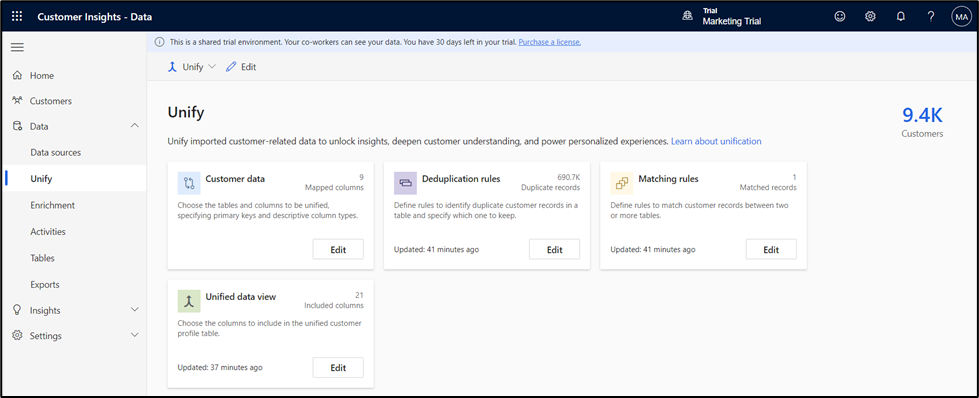 Customer Insights - Data
Trial
Marketing Trial
?
MA
This is a shared trial environment. Your co-workers can see your data. You have 30 days left in your trial. Purchase a license.
Unify
Edit
Home
Customers
Data
Data sources
Unify
Enrichment
Activities
Tables
Exports
Insights
Settings
Unify
9.4K
Customers
Unify imported customer-related data to unlock insights, deepen customer understanding, and power personalized experiences. Learn about unification
Customer data
9
Mapped columns
Choose the tables and columns to be unified,
specifying primary keys and descriptive column types.
Edit
Deduplication rules
690.7K
Duplicate records
Define rules to identify duplicate customer records in a
table and specify which one to keep.
Updated: 41 minutes ago
Edit
Matching rules
1
Matched records
Define rules to match customer records between two
or more tables.
Updated: 41 minutes ago
Edit
Unified data view
21
Included columns
Choose the columns to include in the unified customer
profile table.
Updated: 37 minutes ago
Edit